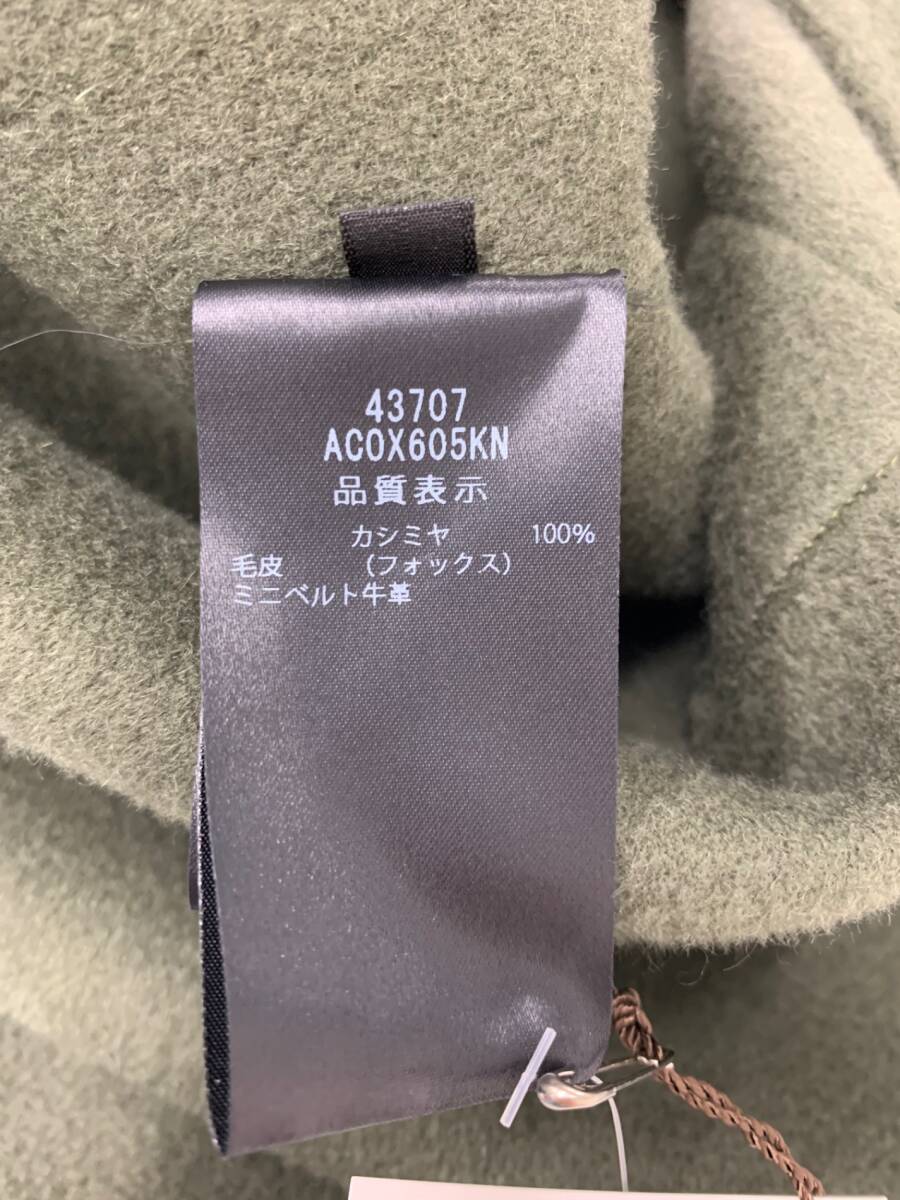 43707
ACOX605KN
品質表示
カシミヤ 100%
毛皮 (フォックス)
ミニベルト牛革